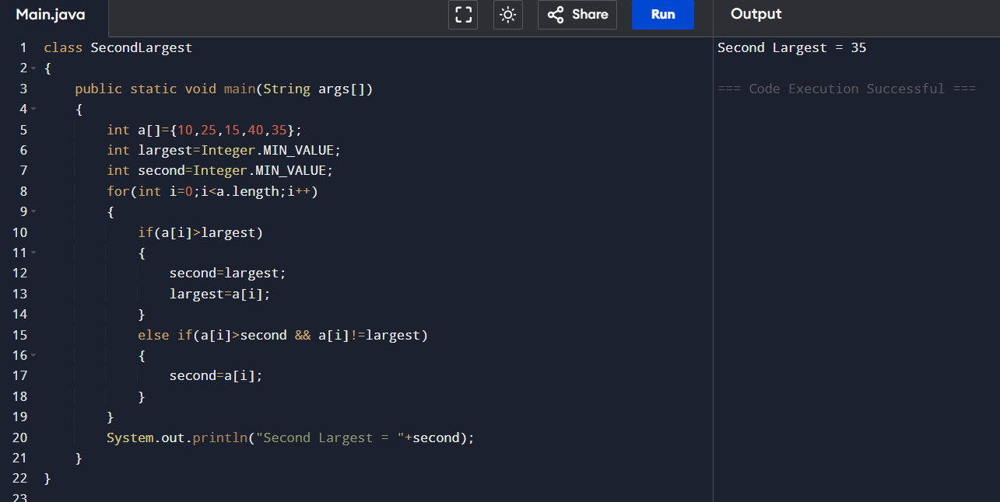 Main.java Share Run Output
1 class SecondLargest
2 {
3     public static void main(String args[])
4     {
5         int a[]={10,25,15,40,35};
6         int largest=Integer.MIN_VALUE;
7         int second=Integer.MIN_VALUE;
8         for(int i=0;i<a.length;i++)
9         {
10             if(a[i]>largest)
11             {
12                 second=largest;
13                 largest=a[i];
14             }
15             else if(a[i]>second && a[i]!=largest)
16             {
17                 second=a[i];
18             }
19         }
20         System.out.println("Second Largest = "+second);
21     }
22 }
23
Second Largest = 35
=== Code Execution Successful ===